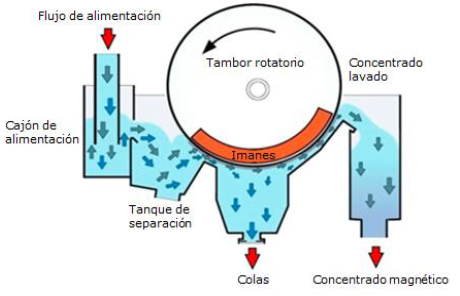 Flujo de alimentación
Tambor rotatorio
Concentrado
lavado
Cajón de
alimentación
Imanes
Tanque de
separación
Colas
Concentrado magnético